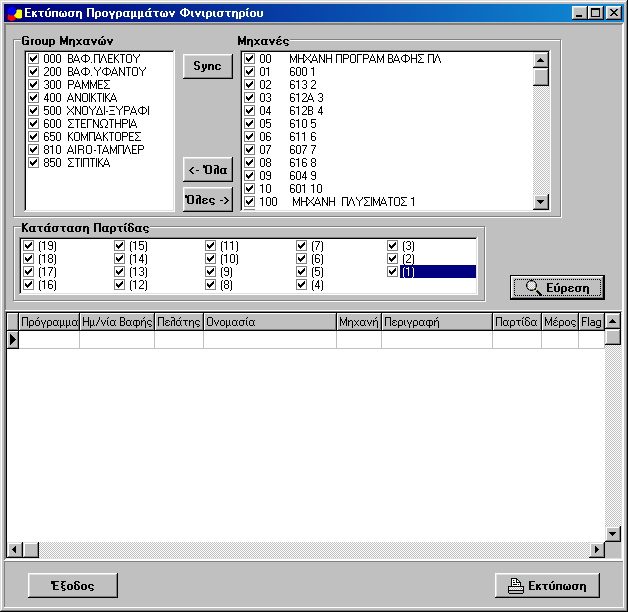 Εκτύπωση Προγραμμάτων Φινιριστηρίου
Group Μηχανών
000 ΒΑΦ.ΠΛΕΚΤΟΥ
200 ΒΑΦ.ΥΦΑΝΤΟΥ
300 ΡΑΜΜΕΣ
400 ΑΝΟΙΚΤΙΚΑ
500 ΧΝΟΥΔΙ-ΞΥΡΑΦΙ
600 ΣΤΕΓΝΩΤΗΡΙΑ
650 ΚΟΜΠΑΚΤΟΡΕΣ
810 AIRO-ΤΑΜΠΛΕΡ
850 ΣΤΙΠΤΙΚΑ
Sync
<- Όλα
Όλες ->
Μηχανές
00 ΜΗΧΑΝΗ ΠΡΟΓΡΑΜ ΒΑΦΗΣ ΠΛ
01 600 1
02 613 2
03 612Α 3
04 612Β 4
05 610 5
06 611 6
07 607 7
08 616 8
09 604 9
10 601 10
100 ΜΗΧΑΝΗ ΠΛΥΣΙΜΑΤΟΣ 1
Κατάσταση Παρτίδας
(19) (15) (11) (7) (3)
(18) (14) (10) (6) (2)
(17) (13) (9) (5) (1)
(16) (12) (8) (4)
Εύρεση
Πρόγραμμα Ημ/νία Βαφής Πελάτης Ονομασία Μηχανή Περιγραφή Παρτίδα Μέρος Flag
Έξοδος
Εκτύπωση